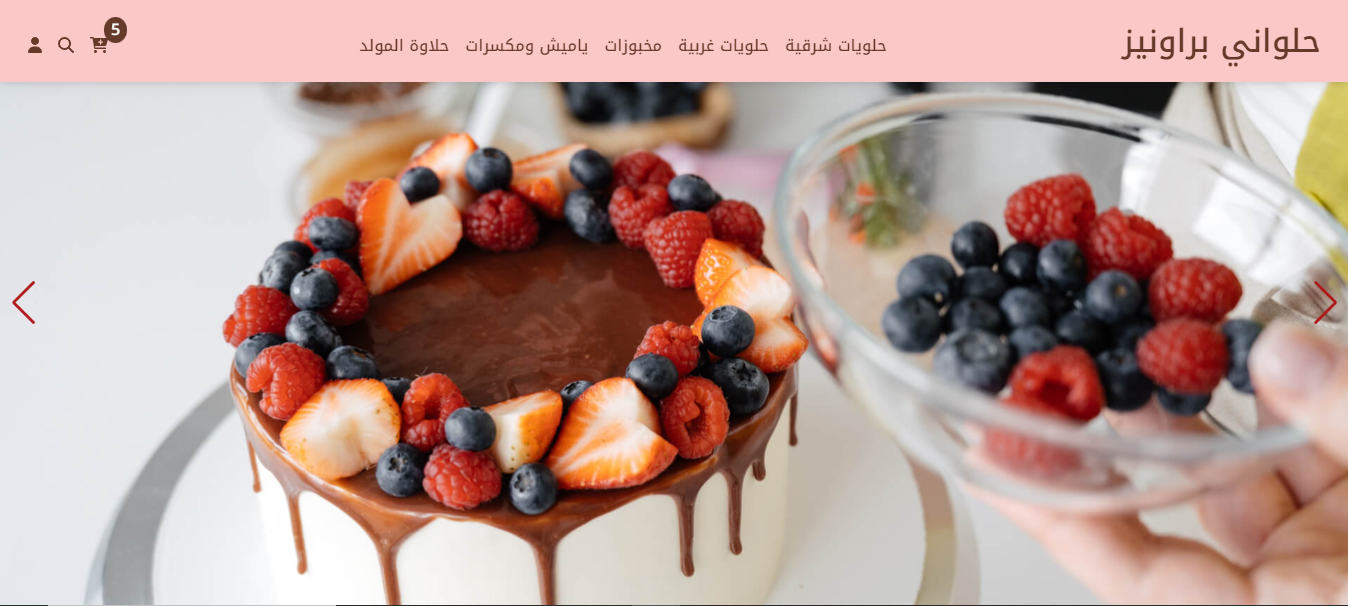 حلواني براونيز
حلويات شرقية
حلويات غربية
مخبوزات
ياميش ومكسرات
حلاوة المولد
5